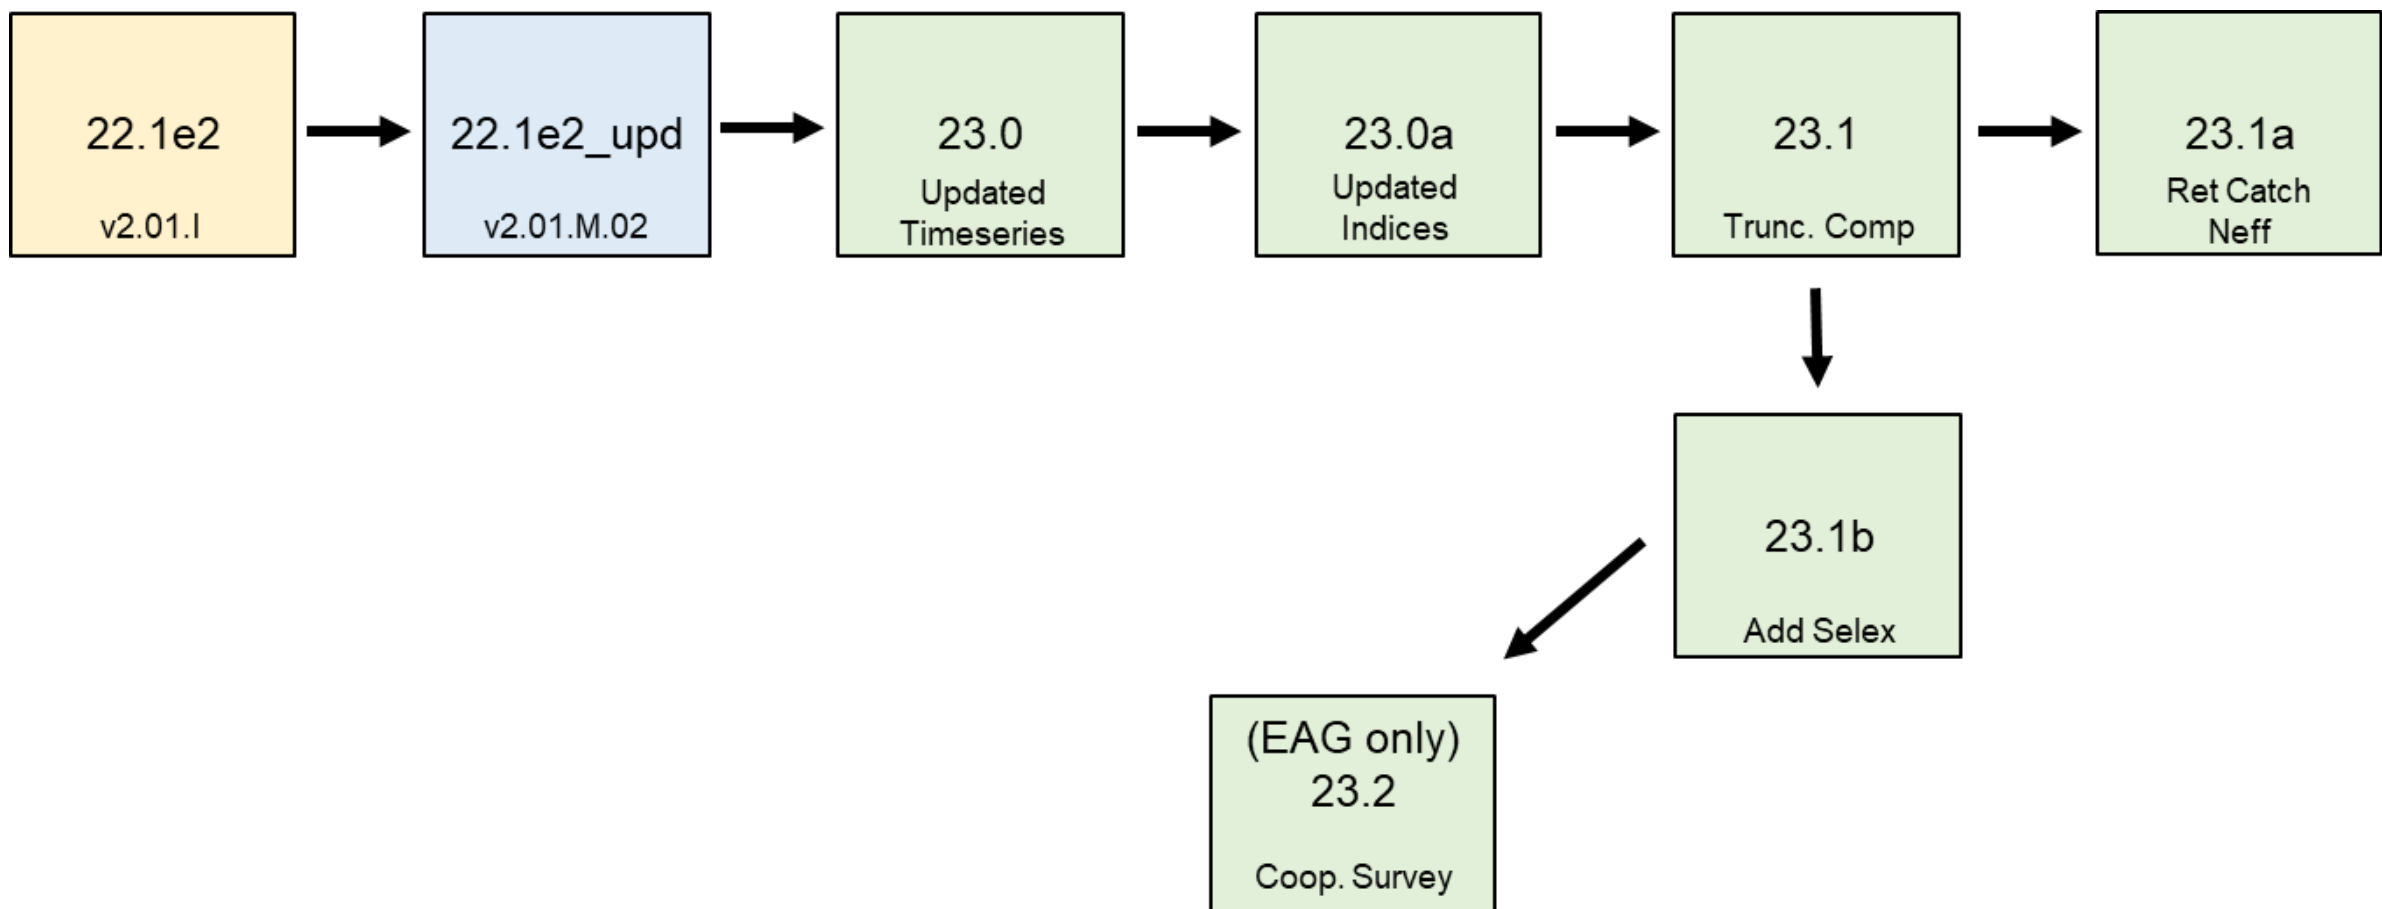 22.1e2
v2.01.I
22.1e2_upd
v2.01.M.02
23.0
Updated
Timeseries
23.0a
Updated
Indices
23.1
Trunc. Comp
23.1a
Ret Catch
Neff
23.1b
Add Selex
(EAG only)
23.2
Coop. Survey